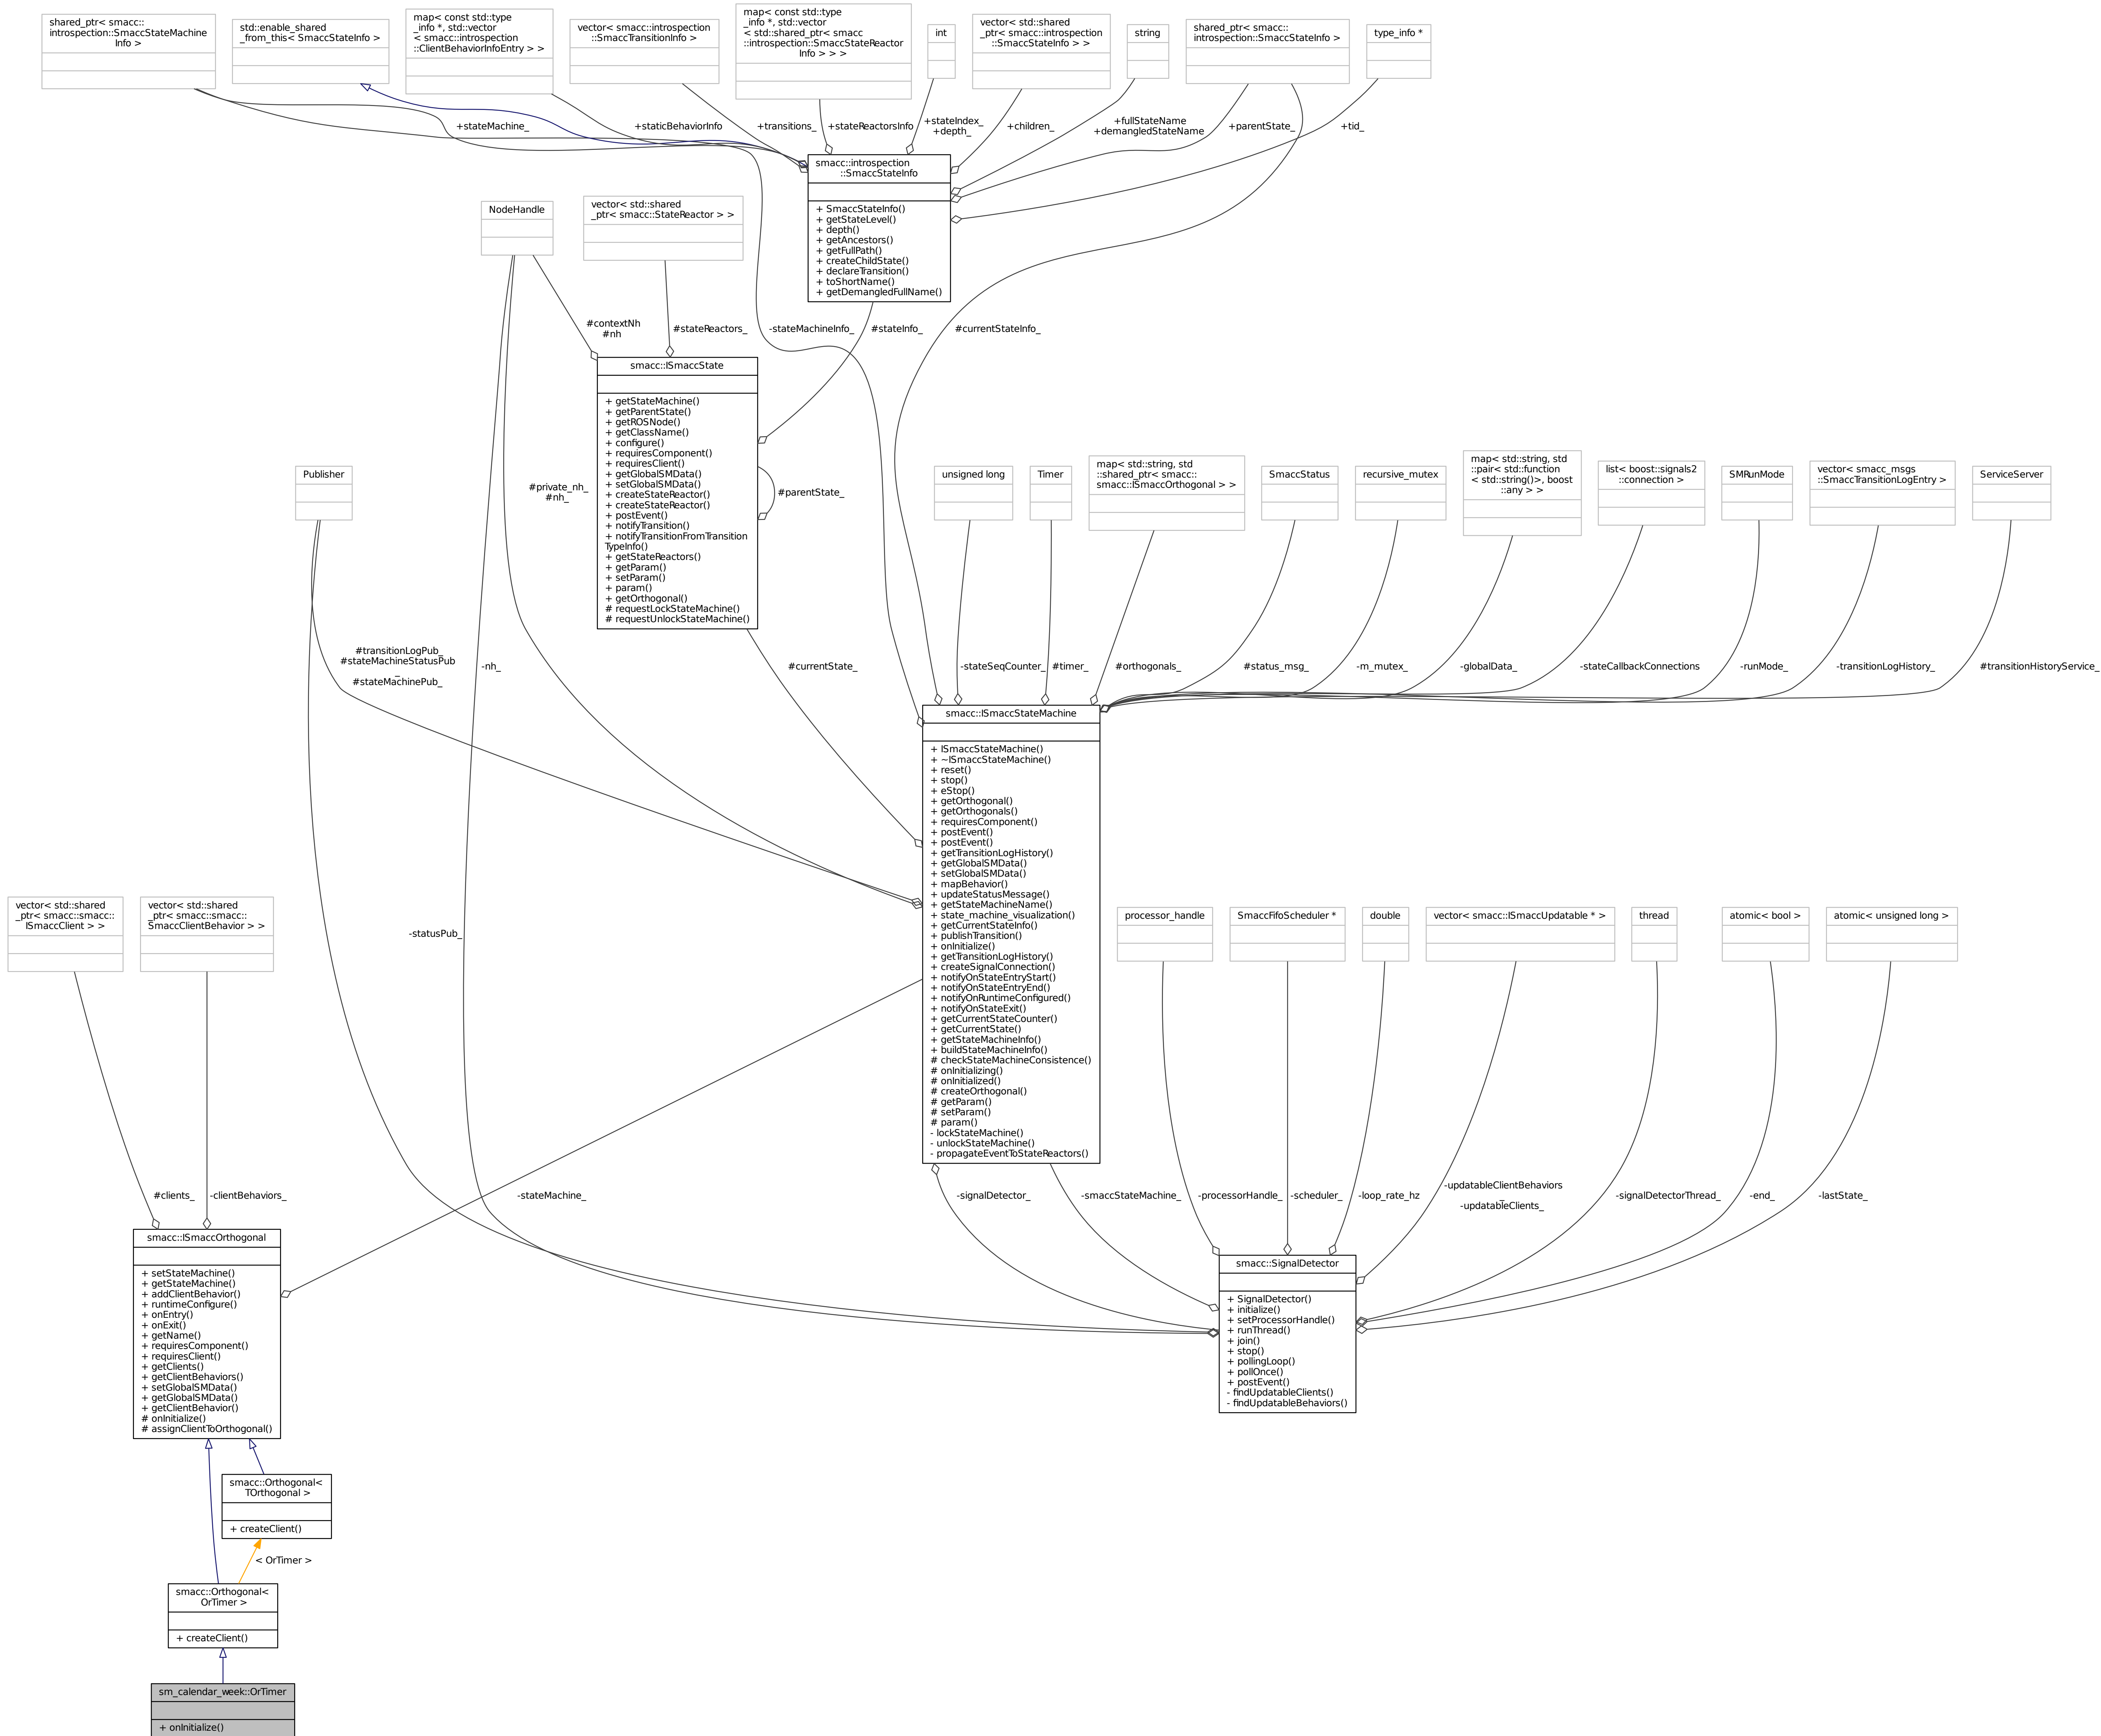 shared_ptr< smacc::
introspection::SmaccStateMachine
Info >
std::enable_shared
_from_this< SmaccStateInfo >
map< const std::type
_info *, std::vector
< smacc::introspection
::ClientBehaviorInfoEntry > >
vector< smacc::introspection
::SmaccTransitionInfo >
map< const std::type
_info *, std::vector
< std::shared_ptr< smacc
::introspection::SmaccStateReactor
Info > > >
int
vector< std::shared
_ptr< smacc::introspection
::SmaccStateInfo > >
string
shared_ptr< smacc::
introspection::SmaccStateInfo >
type_info *
+stateMachine_
+staticBehaviorInfo
+transitions_
+stateReactorsInfo
+stateIndex_
+depth_
+children_
+fullStateName
+demangledStateName
+parentState_
+tid_
smacc::introspection
::SmaccStateInfo
+ SmaccStateInfo()
+ getStateLevel()
+ depth()
+ getAncestors()
+ getFullPath()
+ createChildState()
+ declareTransition()
+ toShortName()
+ getDemangledFullName()
NodeHandle
vector< std::shared
_ptr< smacc::StateReactor > >
#contextNh
#nh
#stateReactors_
-stateMachineInfo_
#stateInfo_
#currentStateInfo_
smacc::ISmaccState
+ getStateMachine()
+ getParentState()
+ getROSNode()
+ getClassName()
+ configure()
+ requiresComponent()
+ requiresClient()
+ getGlobalSMData()
+ setGlobalSMData()
+ createStateReactor()
+ createStateReactor()
+ postEvent()
+ notifyTransition()
+ notifyTransitionFromTransition
TypeInfo()
+ getStateReactors()
+ getParam()
+ setParam()
+ param()
+ getOrthogonal()
# requestLockStateMachine()
# requestUnlockStateMachine()
#parentState_
Publisher
#private_nh_
#nh_
unsigned long
Timer
map< std::string, std
::shared_ptr< smacc::
smacc::ISmaccOrthogonal > >
SmaccStatus
recursive_mutex
map< std::string, std
::pair< std::function
< std::string()>, boost
::any > >
list< boost::signals2
::connection >
SMRunMode
vector< smacc_msgs
::SmaccTransitionLogEntry >
ServiceServer
#transitionLogPub_
#stateMachineStatusPub
_
#stateMachinePub_
-nh_
#currentState_
-stateSeqCounter_
#timer_
#orthogonals_
#status_msg_
-m_mutex_
-globalData_
-stateCallbackConnections
-runMode_
-transitionLogHistory_
#transitionHistoryService_
smacc::ISmaccStateMachine
+ ISmaccStateMachine()
+ ~ISmaccStateMachine()
+ reset()
+ stop()
+ eStop()
+ getOrthogonal()
+ getOrthogonals()
+ requiresComponent()
+ postEvent()
+ postEvent()
+ getTransitionLogHistory()
+ getGlobalSMData()
+ setGlobalSMData()
+ mapBehavior()
+ updateStatusMessage()
+ getStateMachineName()
+ state_machine_visualization()
+ getCurrentStateInfo()
+ publishTransition()
+ onInitialize()
+ getTransitionLogHistory()
+ createSignalConnection()
+ notifyOnStateEntryStart()
+ notifyOnStateEntryEnd()
+ notifyOnRuntimeConfigured()
+ notifyOnStateExit()
+ getCurrentStateCounter()
+ getCurrentState()
+ getStateMachineInfo()
+ buildStateMachineInfo()
# checkStateMachineConsistence()
# onInitializing()
# onInitialized()
# createOrthogonal()
# getParam()
# setParam()
# param()
- lockStateMachine()
- unlockStateMachine()
- propagateEventToStateReactors()
vector< std::shared
_ptr< smacc::smacc::
ISmaccClient > >
vector< std::shared
_ptr< smacc::smacc::
SmaccClientBehavior > >
-statusPub_
processor_handle
SmaccFifoScheduler *
double
vector< smacc::ISmaccUpdatable * >
thread
atomic< bool >
atomic< unsigned long >
#clients_
-clientBehaviors_
-stateMachine_
-signalDetector_
-smaccStateMachine_
-processorHandle_
-scheduler_
-loop_rate_hz
-updatableClientBehaviors
_
-updatableClients_
-signalDetectorThread_
-end_
-lastState_
smacc::ISmaccOrthogonal
+ setStateMachine()
+ getStateMachine()
+ addClientBehavior()
+ runtimeConfigure()
+ onEntry()
+ onExit()
+ getName()
+ requiresComponent()
+ requiresClient()
+ getClients()
+ getClientBehaviors()
+ setGlobalSMData()
+ getGlobalSMData()
+ getClientBehavior()
# onInitialize()
# assignClientToOrthogonal()
smacc::SignalDetector
+ SignalDetector()
+ initialize()
+ setProcessorHandle()
+ runThread()
+ join()
+ stop()
+ pollingLoop()
+ pollOnce()
+ postEvent()
- findUpdatableClients()
- findUpdatableBehaviors()
smacc::Orthogonal<
TOrthogonal >
+ createClient()
< OrTimer >
smacc::Orthogonal<
OrTimer >
+ createClient()
sm_calendar_week::OrTimer
+ onInitialize()